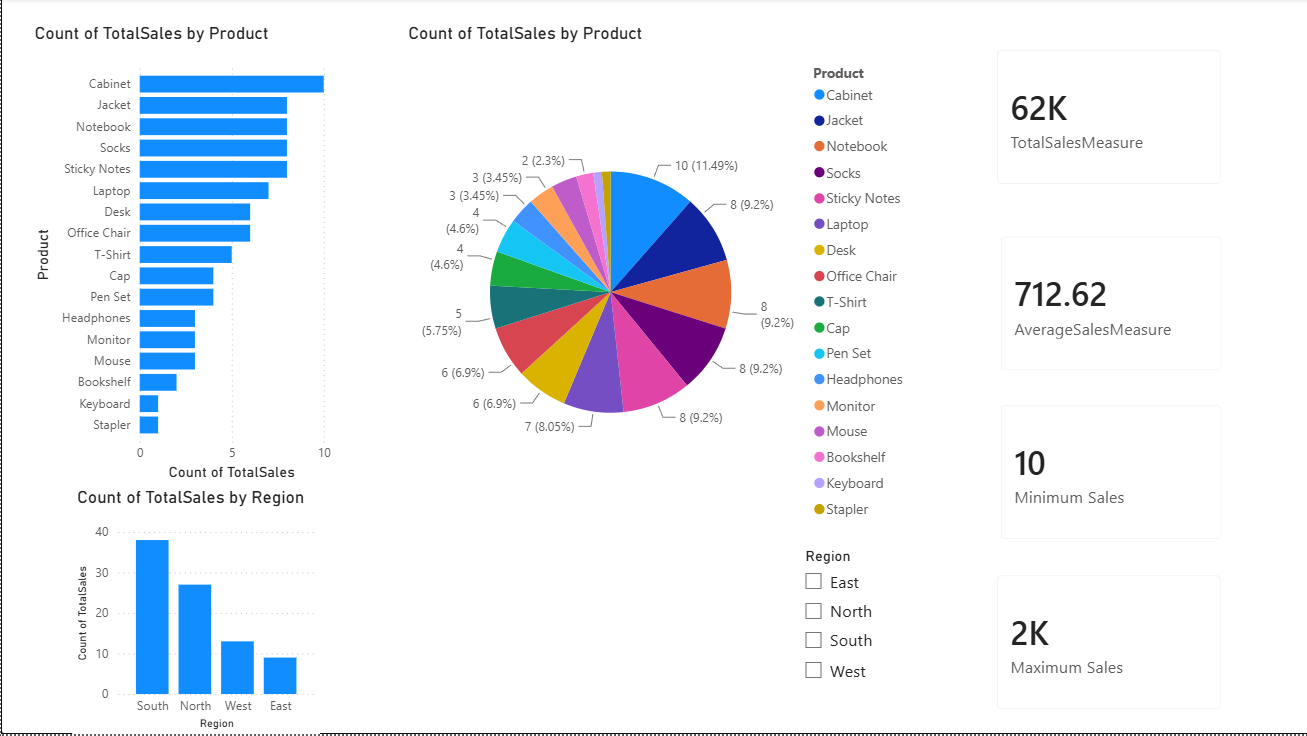 Count of TotalSales by Product
Product
Cabinet
Jacket
Notebook
Socks
Sticky Notes
Laptop
Desk
Office Chair
T-Shirt
Cap
Pen Set
Headphones
Monitor
Mouse
Bookshelf
Keyboard
Stapler
0 5 10
Count of TotalSales
Count of TotalSales by Region
Count of TotalSales
40
30
20
10
0
South North West East
Region
Count of TotalSales by Product
10 (11.49%)
8 (9.2%)
8
(9.2%)
8 (9.2%)
8 (9.2%)
7 (8.05%)
6 (6.9%)
6 (6.9%)
5
(5.75%)
4
(4.6%)
4
(4.6%)
3 (3.45%)
3 (3.45%)
2 (2.3%)
Product
Cabinet
Jacket
Notebook
Socks
Sticky Notes
Laptop
Desk
Office Chair
T-Shirt
Cap
Pen Set
Headphones
Monitor
Mouse
Bookshelf
Keyboard
Stapler
Region
East
North
South
West
62K
TotalSalesMeasure
712.62
AverageSalesMeasure
10
Minimum Sales
2K
Maximum Sales